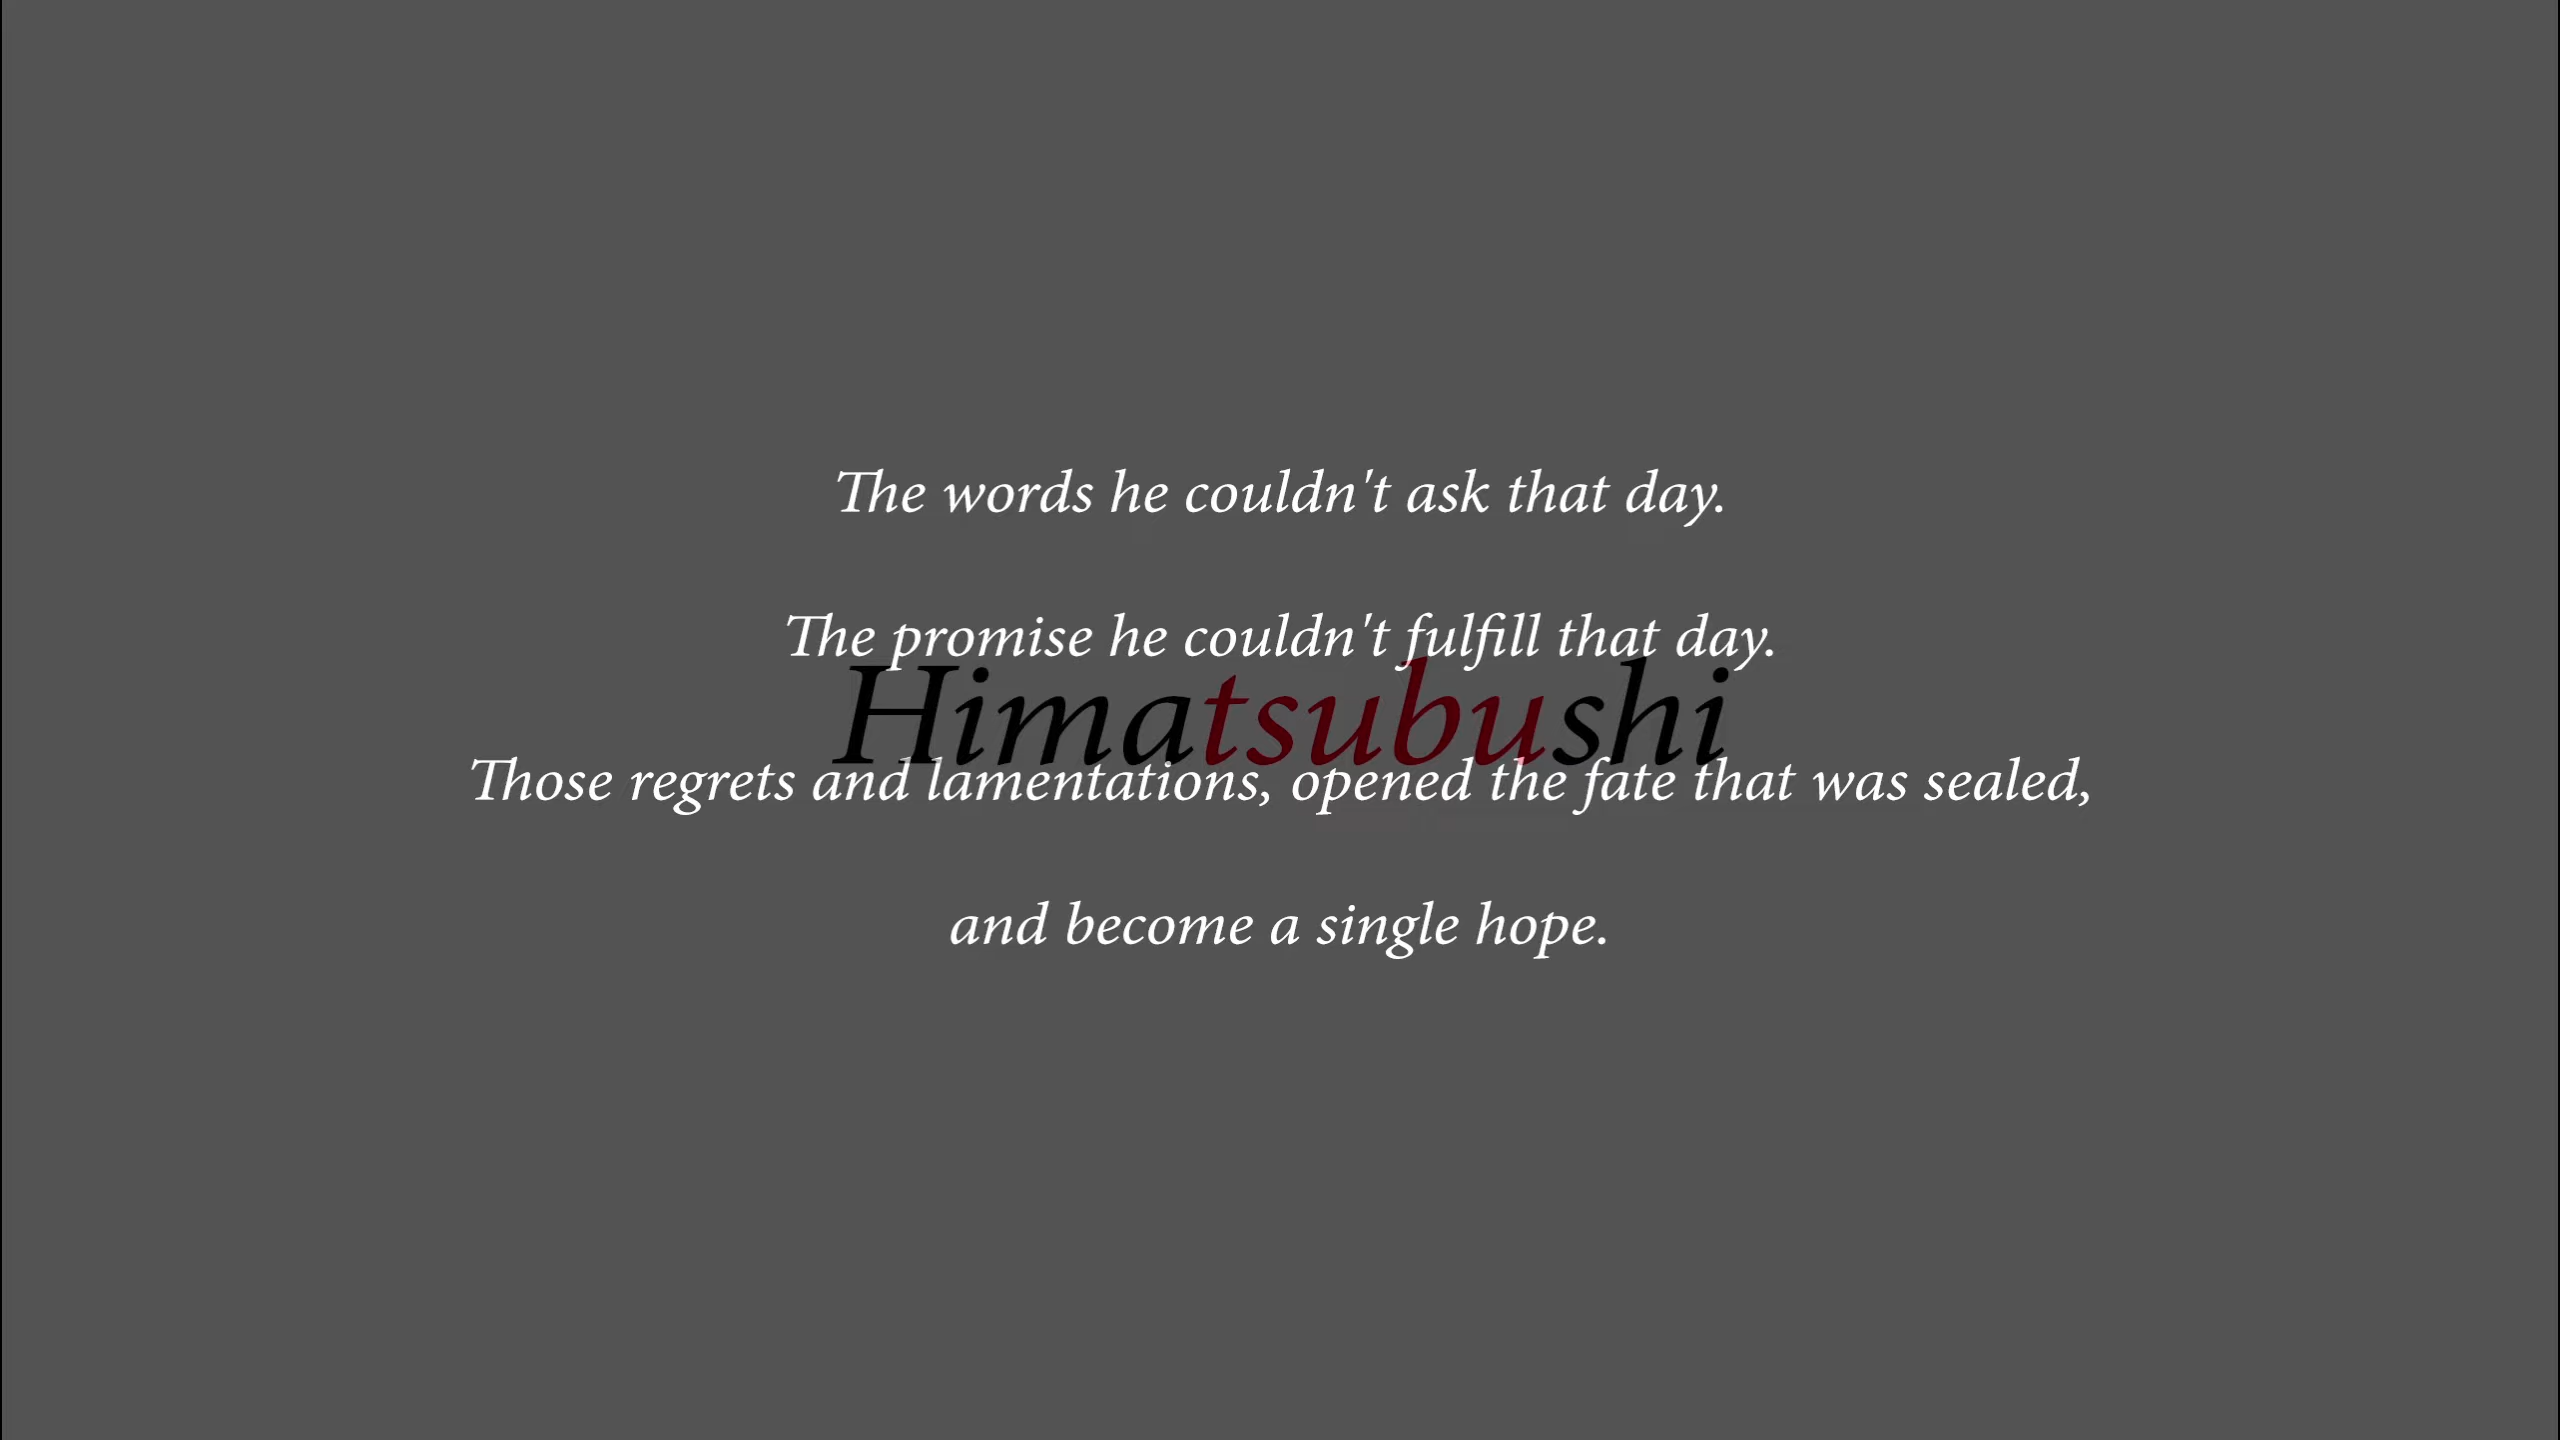 The words he couldn't ask that day.
The promise he couldn't fulfill that day.
Himatsubushi
Those regrets and lamentations, opened the fate that was sealed,
and become a single hope.